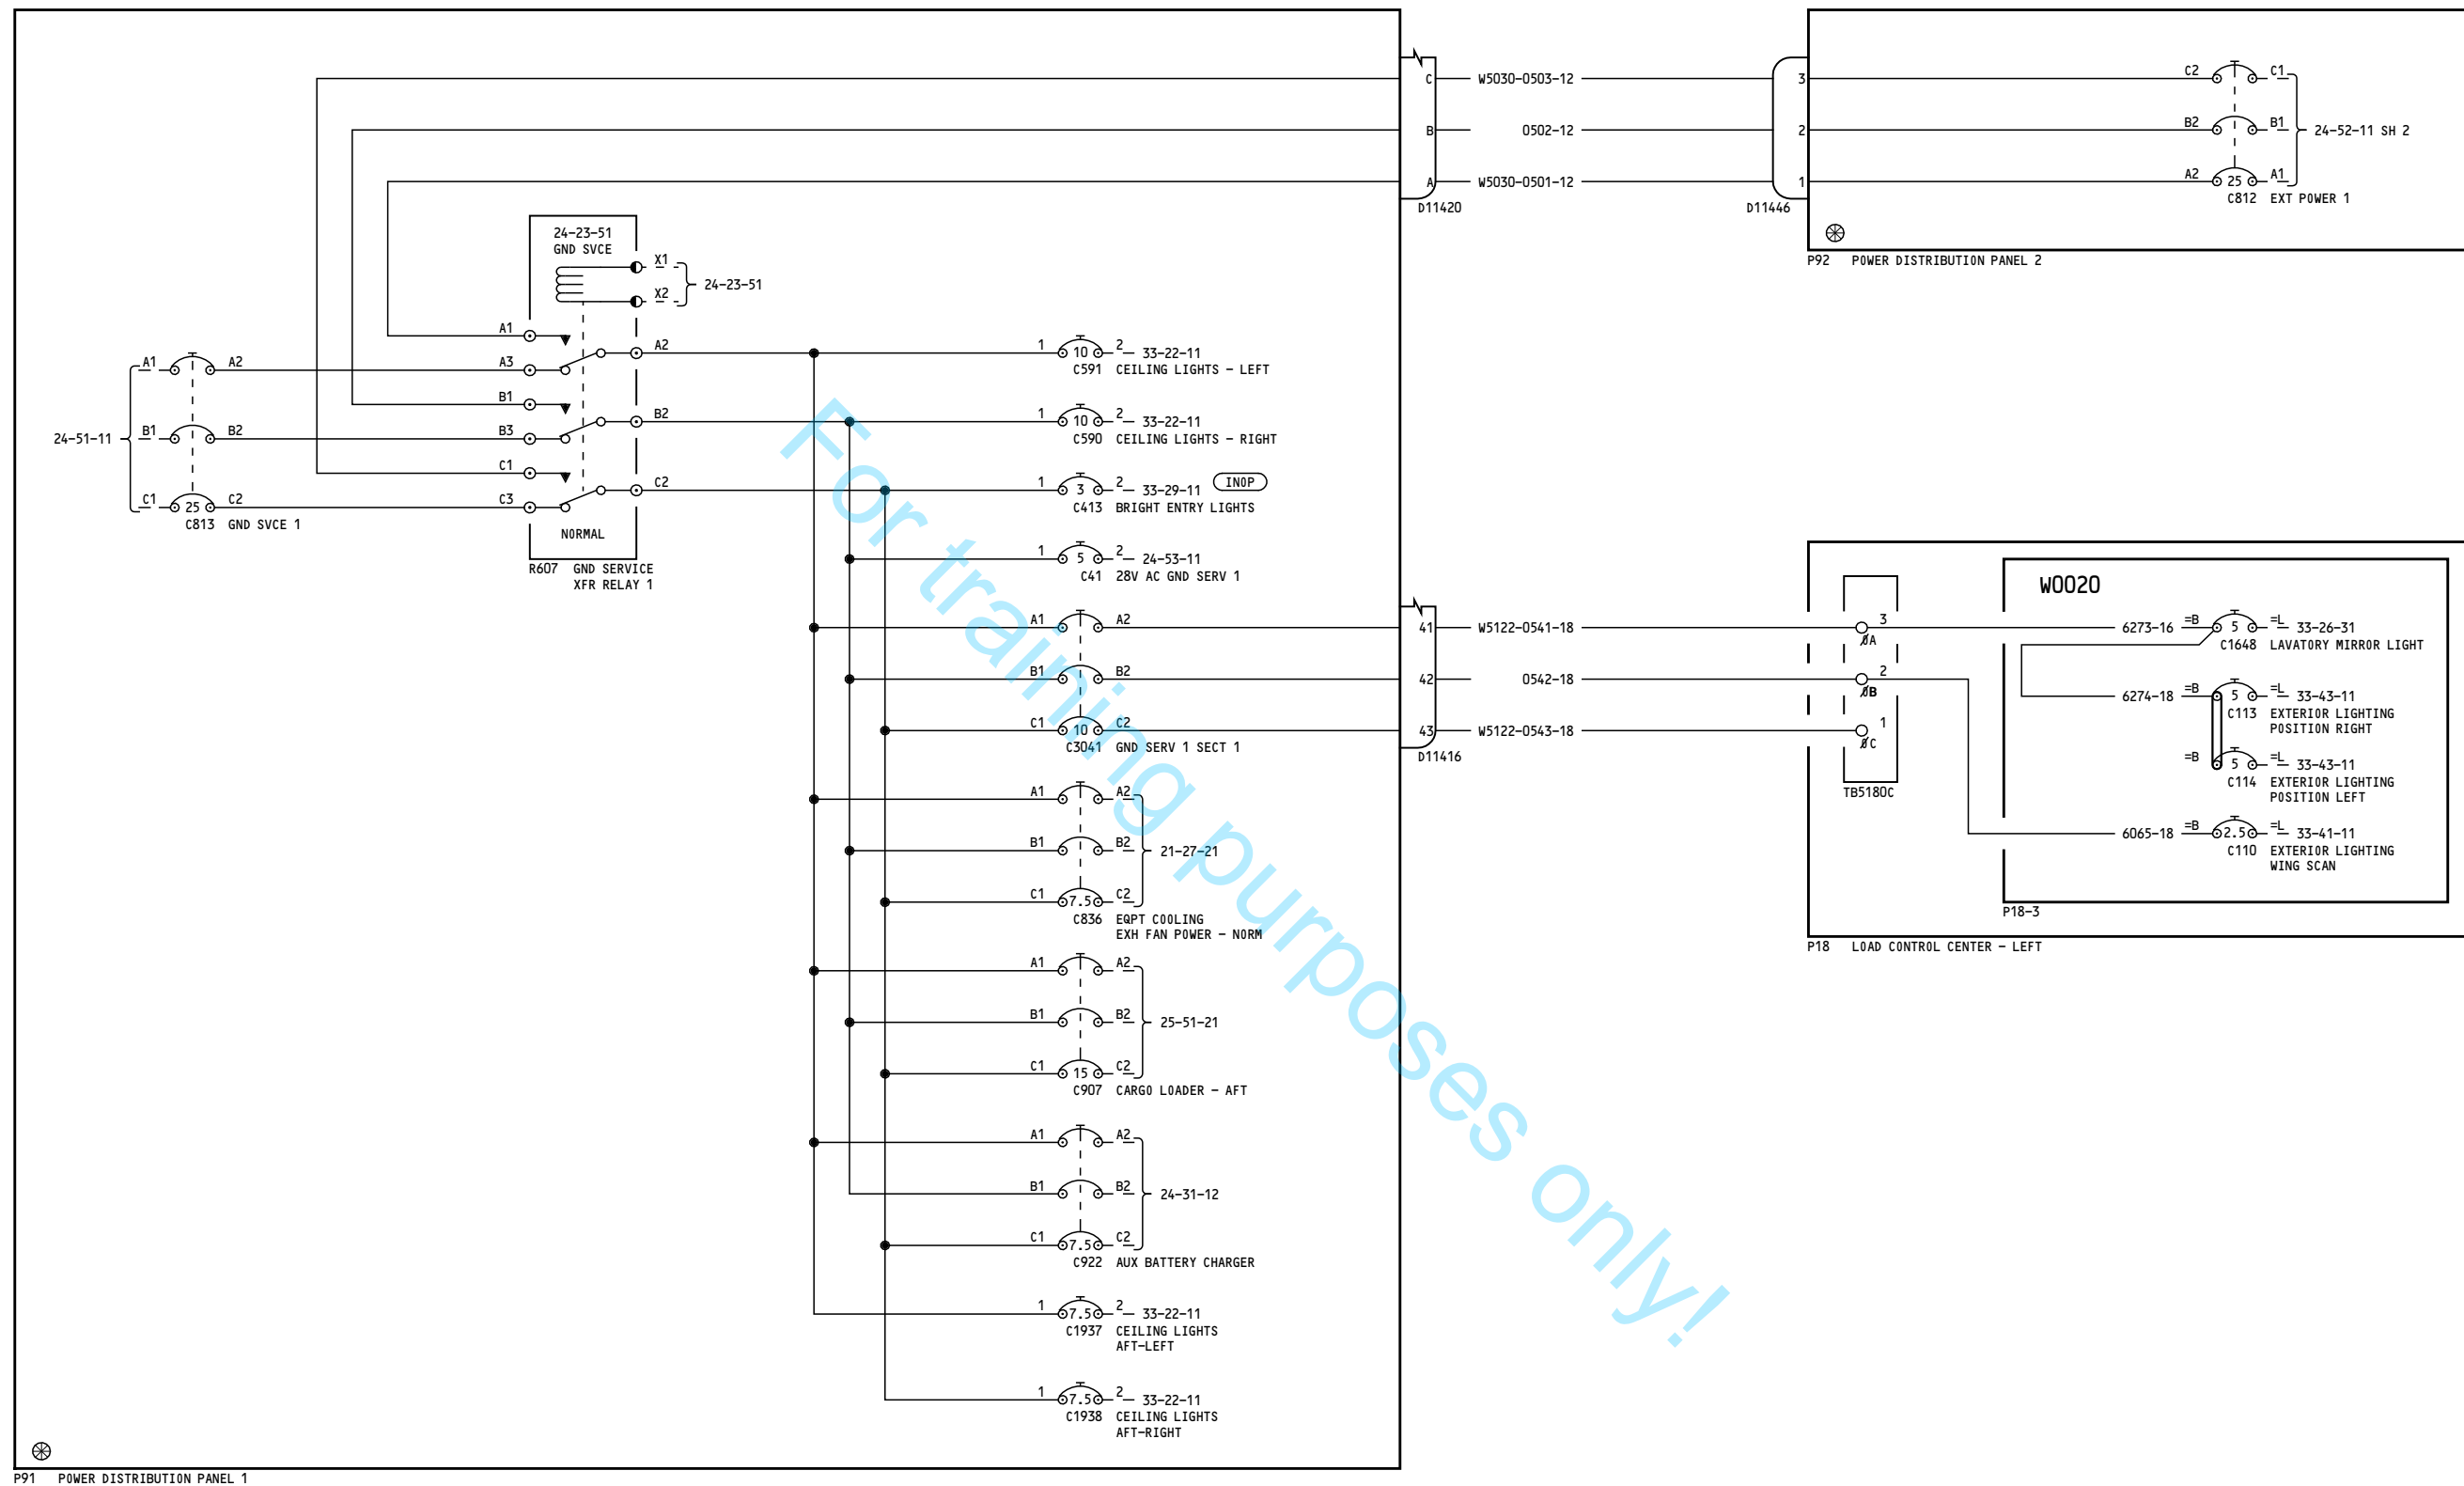 C W5030-0503-12 3 C2 C1
B 0502-12 2 B2 B1 24-52-11 SH 2
A W5030-0501-12 1 A2 25 A1
D11420 D11446 C812 EXT POWER 1
P92 POWER DISTRIBUTION PANEL 2
24-23-51
GND SVCE
X1
X2
24-23-51
A1
A1 A2 A3 A2
B1
24-51-11 B1 B2 B3 B2
C1
C1 25 C2 C3 C2
C813 GND SVCE 1
NORMAL
R607 GND SERVICE
XFR RELAY 1
1 10 2 33-22-11
C591 CEILING LIGHTS - LEFT
1 10 2 33-22-11
C590 CEILING LIGHTS - RIGHT
1 3 2 33-29-11 INOP
C413 BRIGHT ENTRY LIGHTS
1 5 2 24-53-11
C41 28V AC GND SERV 1
A1 A2 41 W5122-0541-18 3
ØA
B1 B2 42 0542-18 2
ØB
C1 10 C2 43 W5122-0543-18 1
ØC
C3041 GND SERV 1 SECT 1 D11416
TB5180C
W0020
6273-16 =B 5 =L 33-26-31
C1648 LAVATORY MIRROR LIGHT
6274-18 =B 5 =L 33-43-11
C113 EXTERIOR LIGHTING
POSITION RIGHT
=B 5 =L 33-43-11
C114 EXTERIOR LIGHTING
POSITION LEFT
6065-18 =B 2.5 =L 33-41-11
C110 EXTERIOR LIGHTING
WING SCAN
P18-3
P18 LOAD CONTROL CENTER - LEFT
A1 A2
B1 B2 21-27-21
C1 7.5 C2
C836 EQPT COOLING
EXH FAN POWER - NORM
A1 A2
B1 B2 25-51-21
C1 15 C2
C907 CARGO LOADER - AFT
A1 A2
B1 B2 24-31-12
C1 7.5 C2
C922 AUX BATTERY CHARGER
1 7.5 2 33-22-11
C1937 CEILING LIGHTS
AFT-LEFT
1 7.5 2 33-22-11
C1938 CEILING LIGHTS
AFT-RIGHT
P91 POWER DISTRIBUTION PANEL 1
For training purposes only!